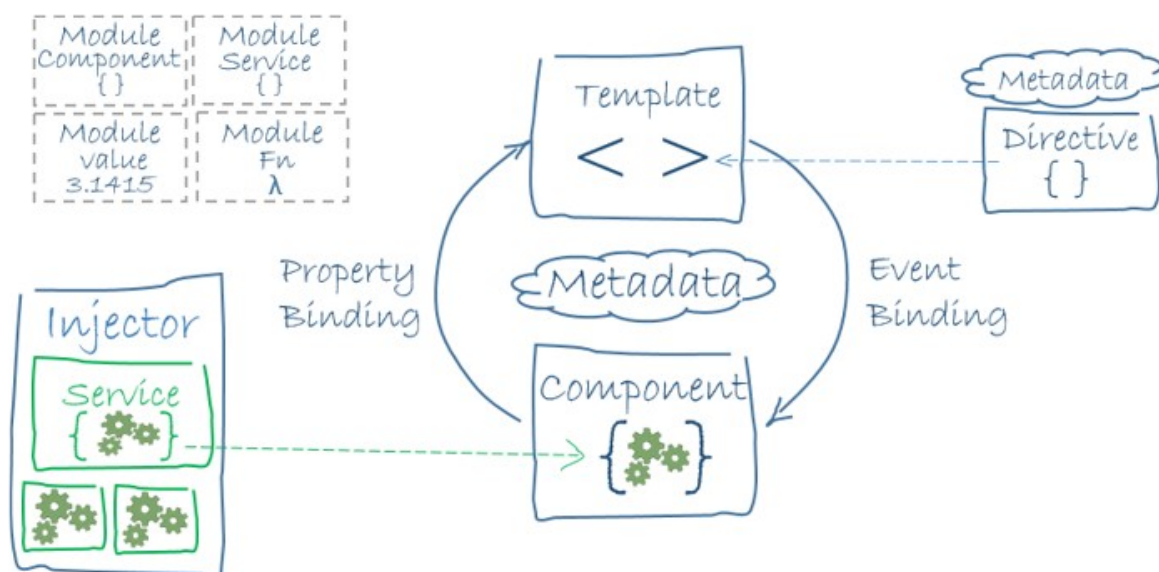 Module
Component
{ }
Module
Service
{ }
Module
value
3.1415
Module
Fn
λ
Template
< >
Metadata
Directive
{ }
Property
Binding
Metadata
Event
Binding
Injector
Service
{ }
Component
{ }